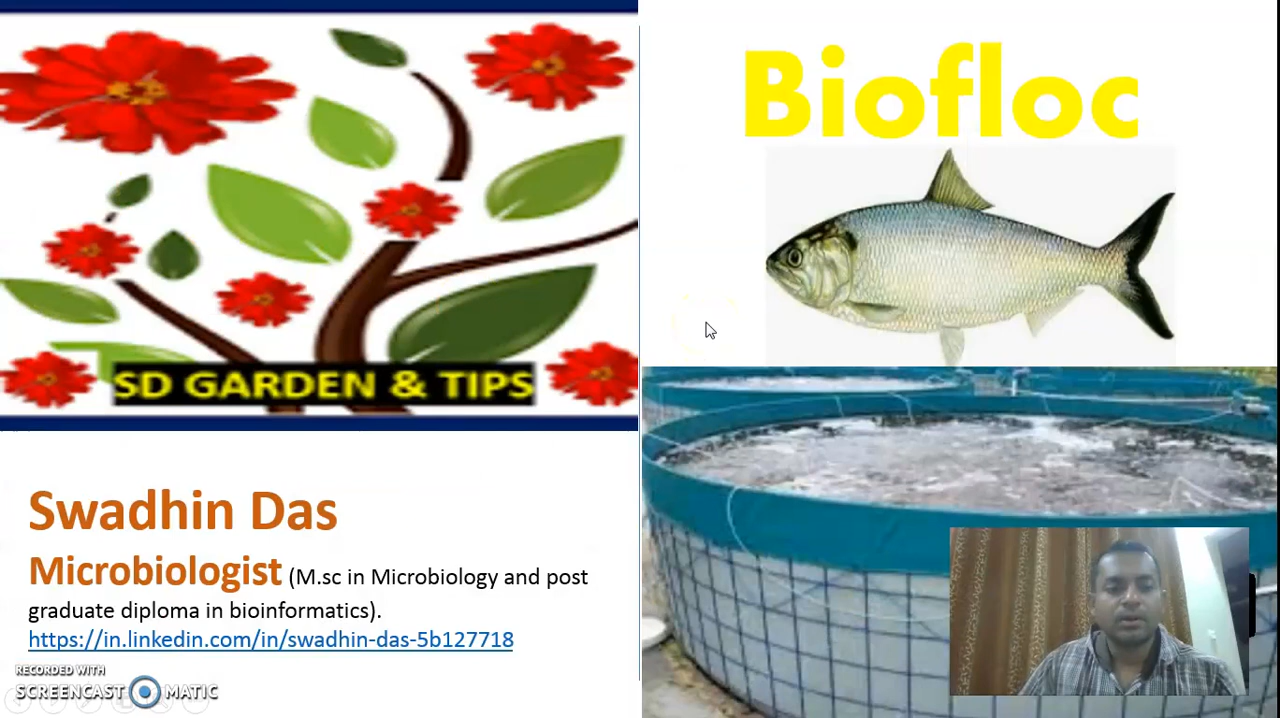 SD GARDEN & TIPS
Biofloc
Swadhin Das
Microbiologist (M.sc in Microbiology and post
graduate diploma in bioinformatics).
https://in.linkedin.com/in/swadhin-das-5b127718
RECORDED WITH
SCREENCAST MATIC